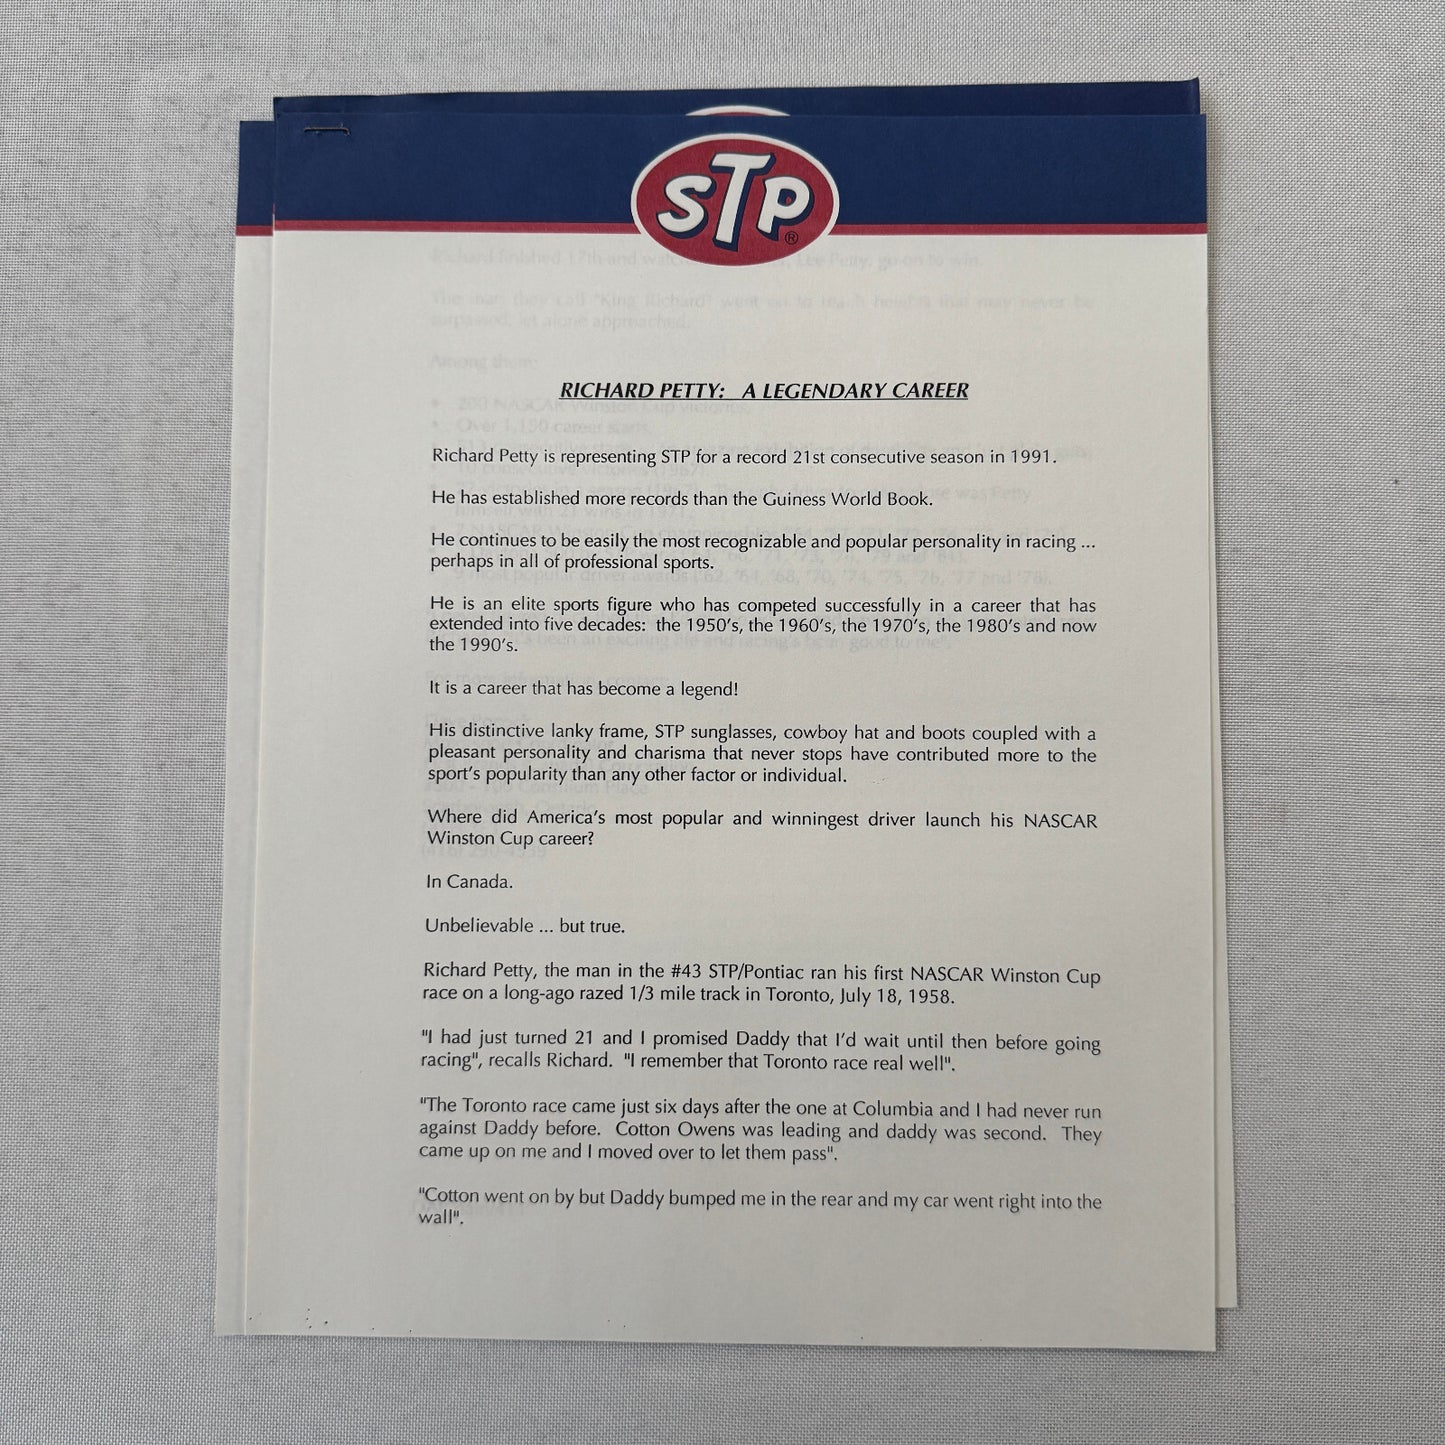 STP®
RICHARD PETTY: A LEGENDARY CAREER
Richard Petty is representing STP for a record 21st consecutive season in 1991.
He has established more records than the Guiness World Book.
He continues to be easily the most recognizable and popular personality in racing ...
perhaps in all of professional sports.
He is an elite sports figure who has competed successfully in a career that has
extended into five decades: the 1950's, the 1960's, the 1970's, the 1980's and now
the 1990's.
It is a career that has become a legend!
His distinctive lanky frame, STP sunglasses, cowboy hat and boots coupled with a
pleasant personality and charisma that never stops have contributed more to the
sport's popularity than any other factor or individual.
Where did America's most popular and winningest driver launch his NASCAR
Winston Cup career?
In Canada.
Unbelievable ... but true.
Richard Petty, the man in the #43 STP/Pontiac ran his first NASCAR Winston Cup
race on a long-ago razed 1/3 mile track in Toronto, July 18, 1958.
"I had just turned 21 and I promised Daddy that I'd wait until then before going
racing", recalls Richard. "I remember that Toronto race real well".
"The Toronto race came just six days after the one at Columbia and I had never run
against Daddy before. Cotton Owens was leading and daddy was second. They
came up on me and I moved over to let them pass".
"Cotton went on by but Daddy bumped me in the rear and my car went right into the
wall".